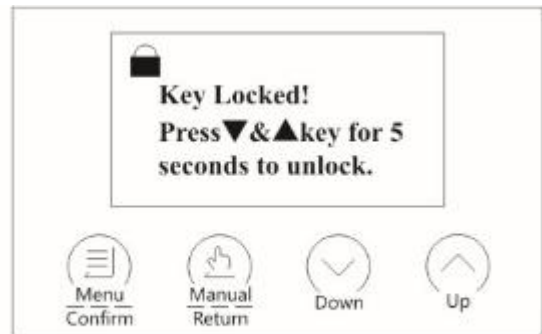 Key Locked!
Press▼&▲key for 5
seconds to unlock.
Menu
Confirm
Manual
Return
Down
Up